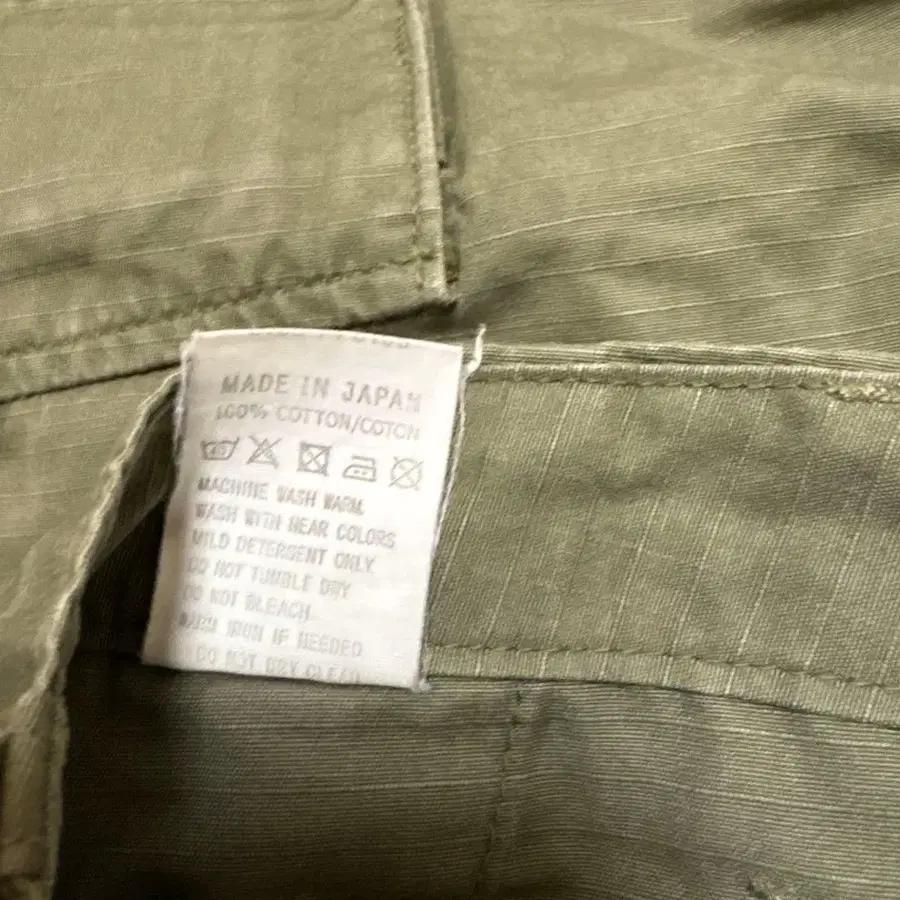 MADE IN JAPAN
100% COTTON/COTON
MACHINE WASH WARM
WASH WITH NEAR COLORS
MILD DETERGENT ONLY
DO NOT TUMBLE DRY
DO NOT BLEACH
WARM IRON IF NEEDED
DO NOT DRY CLEAN